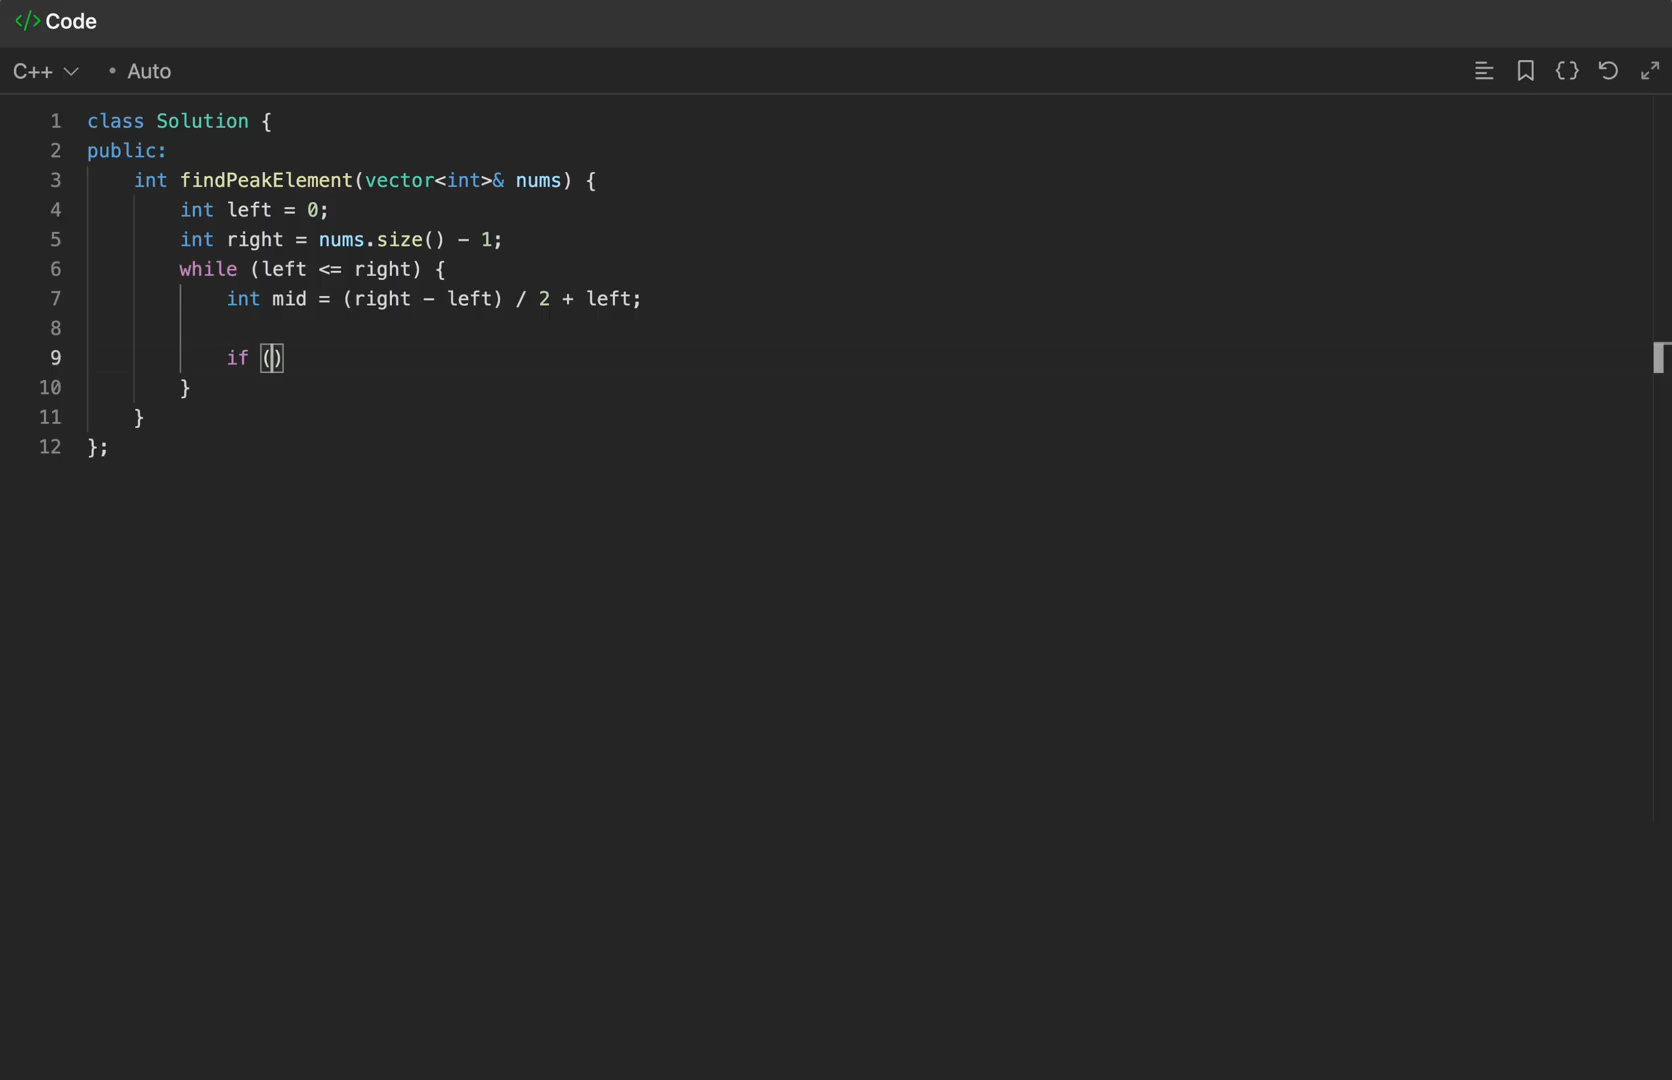 </> Code
C++ • Auto
1 class Solution {
2 public:
3     int findPeakElement(vector<int>& nums) {
4         int left = 0;
5         int right = nums.size() - 1;
6         while (left <= right) {
7             int mid = (right - left) / 2 + left;
8
9             if ()
10         }
11     }
12 };